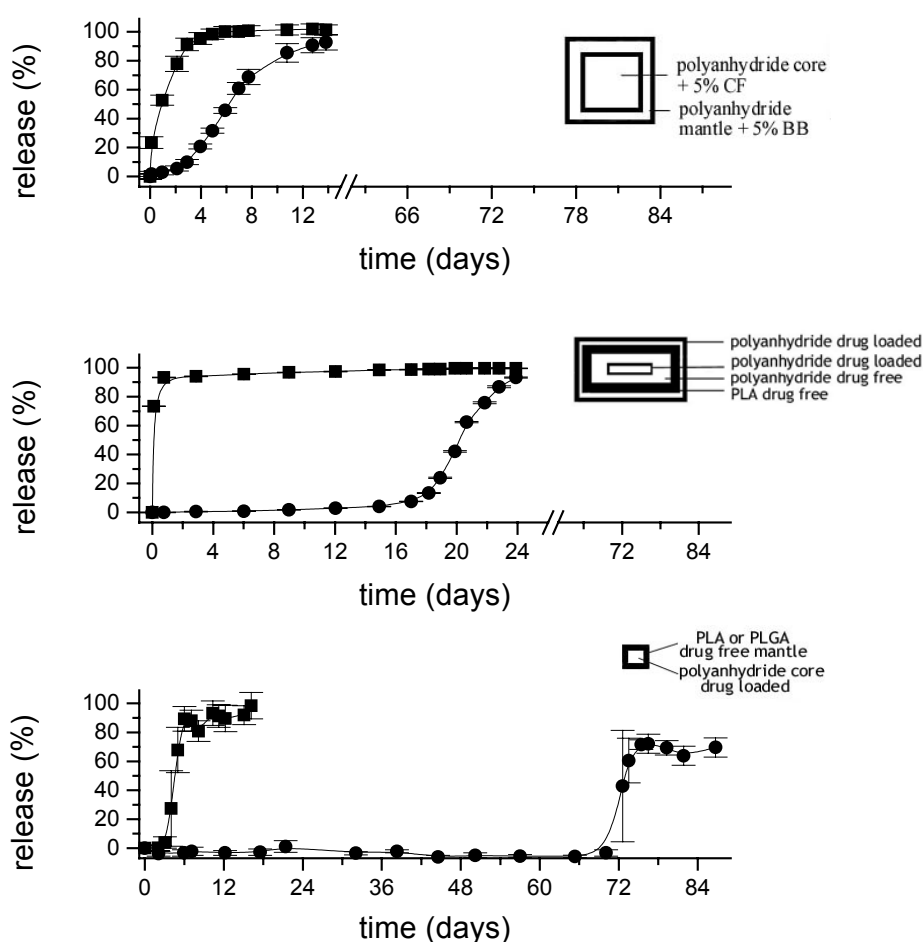 100
80
60
40
20
0
release (%)
0 4 8 12 66 72 78 84
time (days)
polyanhydride core
+ 5% CF
polyanhydride
mantle + 5% BB
100
80
60
40
20
0
release (%)
0 4 8 12 16 20 24 72 84
time (days)
polyanhydride drug loaded
polyanhydride drug loaded
polyanhydride drug free
PLA drug free
100
80
60
40
20
0
release (%)
0 12 24 36 48 60 72 84
time (days)
PLA or PLGA
drug free mantle
polyanhydride core
drug loaded